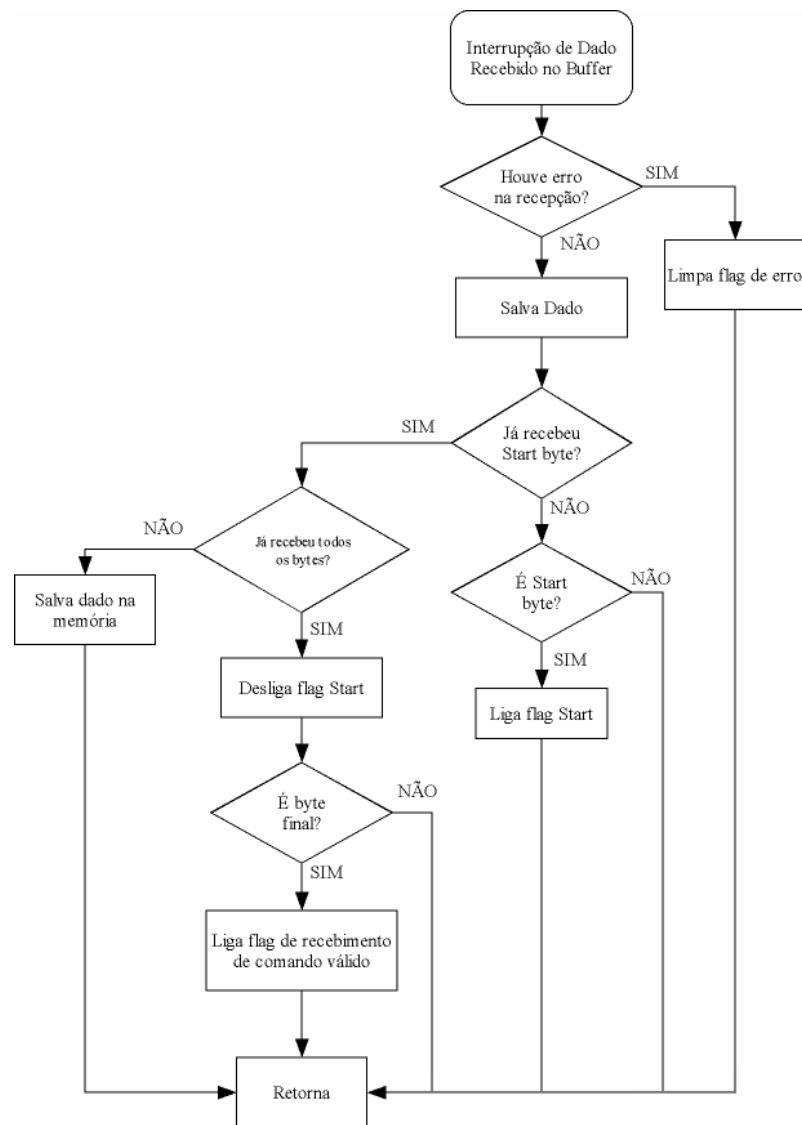 Interrupção de Dado
Recebido no Buffer
Houve erro
na recepção?
SIM
NÃO
Limpa flag de erro
Salva Dado
SIM
Já recebeu
Start byte?
NÃO
NÃO
Já recebeu todos
os bytes?
É Start
byte?
NÃO
Salva dado na
memória
SIM
SIM
Desliga flag Start
Liga flag Start
É byte
final?
NÃO
SIM
Liga flag de recebimento
de comando válido
Retorna